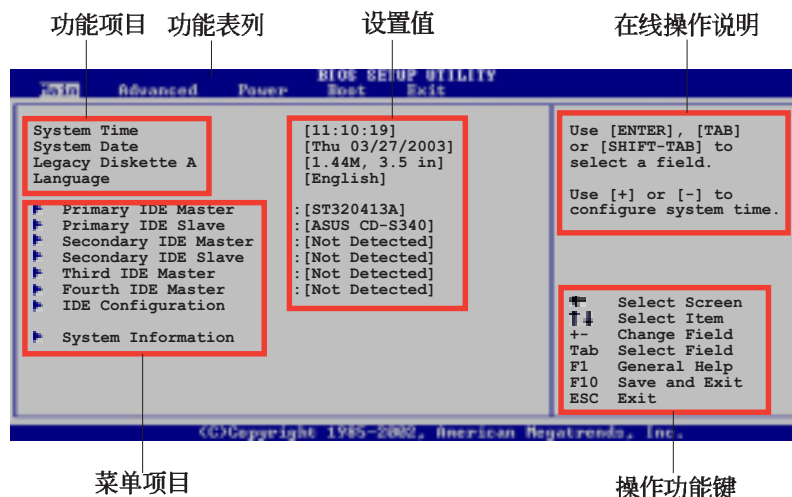 功能项目 功能表列 设置值 在线操作说明
BIOS SETUP UTILITY
Main Advanced Power Boot Exit
System Time [11:10:19]
System Date [Thu 03/27/2003]
Legacy Diskette A [1.44M, 3.5 in]
Language [English]
Primary IDE Master :[ST320413A]
Primary IDE Slave :[ASUS CD-S340]
Secondary IDE Master :[Not Detected]
Secondary IDE Slave :[Not Detected]
Third IDE Master :[Not Detected]
Fourth IDE Master :[Not Detected]
IDE Configuration
System Information
Use [ENTER], [TAB]
or [SHIFT-TAB] to
select a field.
Use [+] or [-] to
configure system time.
Select Screen
Select Item
+- Change Field
Tab Select Field
F1 General Help
F10 Save and Exit
ESC Exit
(C)Copyright 1985-2002, American Megatrends, Inc.
菜单项目 操作功能键